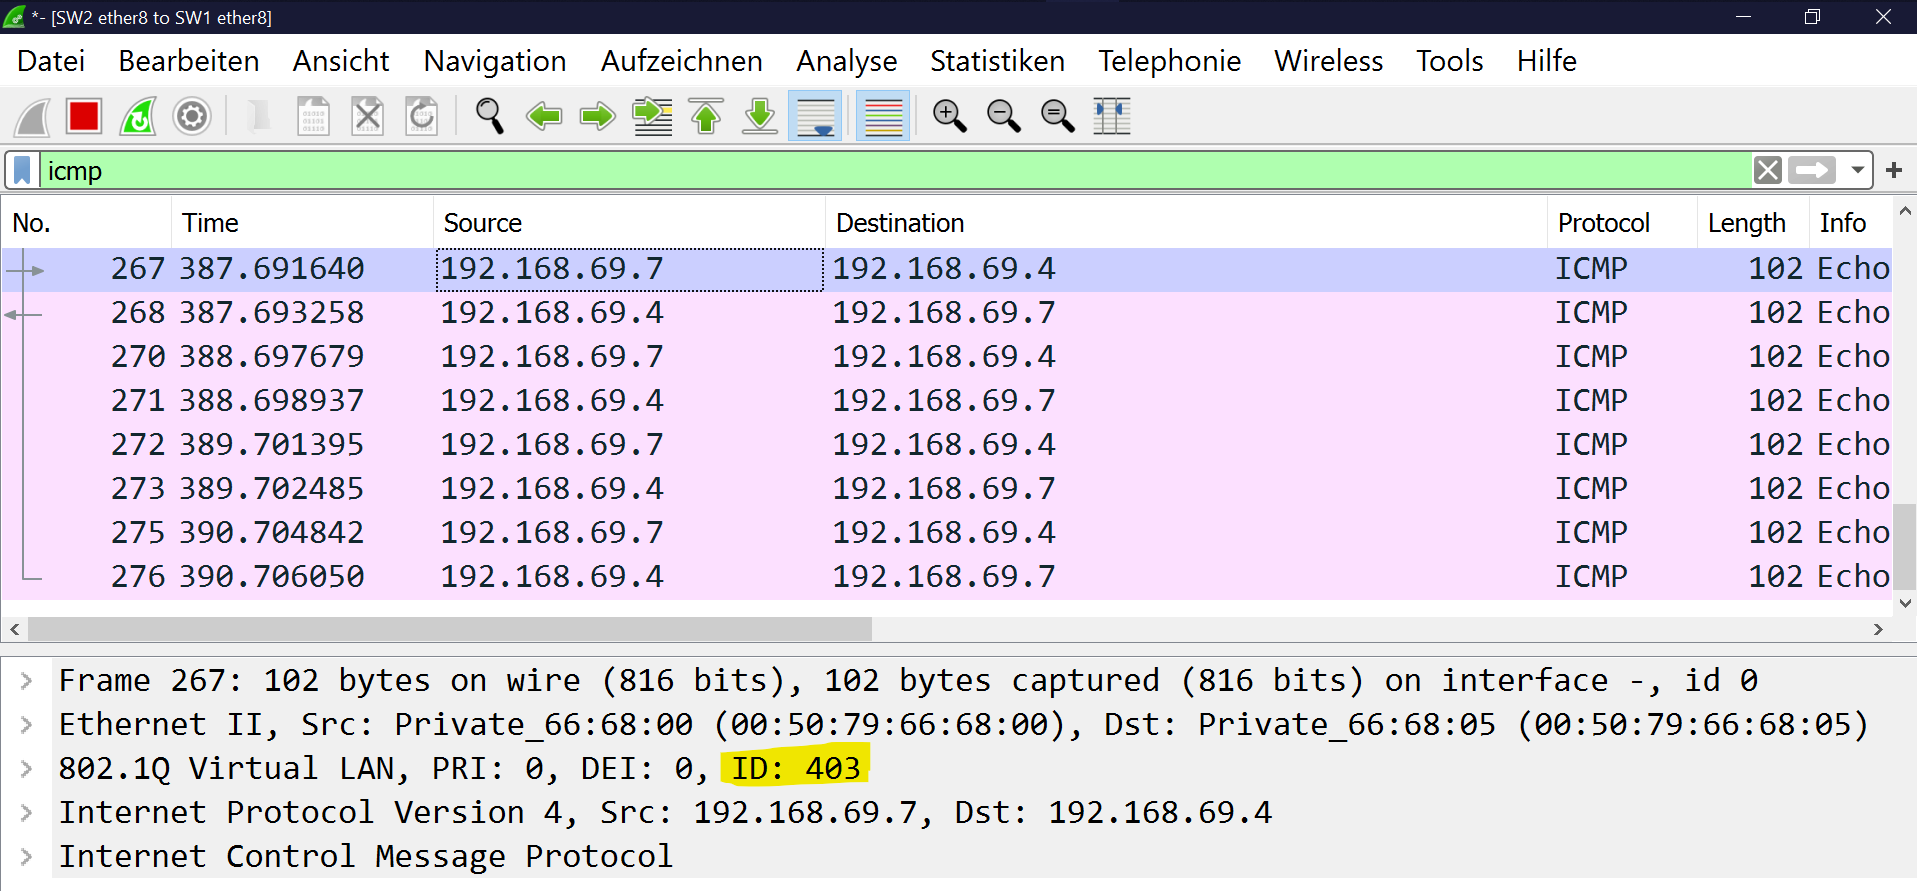 *- [SW2 ether8 to SW1 ether8]
Datei Bearbeiten Ansicht Navigation Aufzeichnen Analyse Statistiken Telephonie Wireless Tools Hilfe
icmp
No. Time Source Destination Protocol Length Info
267 387.691640 192.168.69.7 192.168.69.4 ICMP 102 Echo
268 387.693258 192.168.69.4 192.168.69.7 ICMP 102 Echo
270 388.697679 192.168.69.7 192.168.69.4 ICMP 102 Echo
271 388.698937 192.168.69.4 192.168.69.7 ICMP 102 Echo
272 389.701395 192.168.69.7 192.168.69.4 ICMP 102 Echo
273 389.702485 192.168.69.4 192.168.69.7 ICMP 102 Echo
275 390.704842 192.168.69.7 192.168.69.4 ICMP 102 Echo
276 390.706050 192.168.69.4 192.168.69.7 ICMP 102 Echo
Frame 267: 102 bytes on wire (816 bits), 102 bytes captured (816 bits) on interface -, id 0
Ethernet II, Src: Private_66:68:00 (00:50:79:66:68:00), Dst: Private_66:68:05 (00:50:79:66:68:05)
802.1Q Virtual LAN, PRI: 0, DEI: 0, ID: 403
Internet Protocol Version 4, Src: 192.168.69.7, Dst: 192.168.69.4
Internet Control Message Protocol